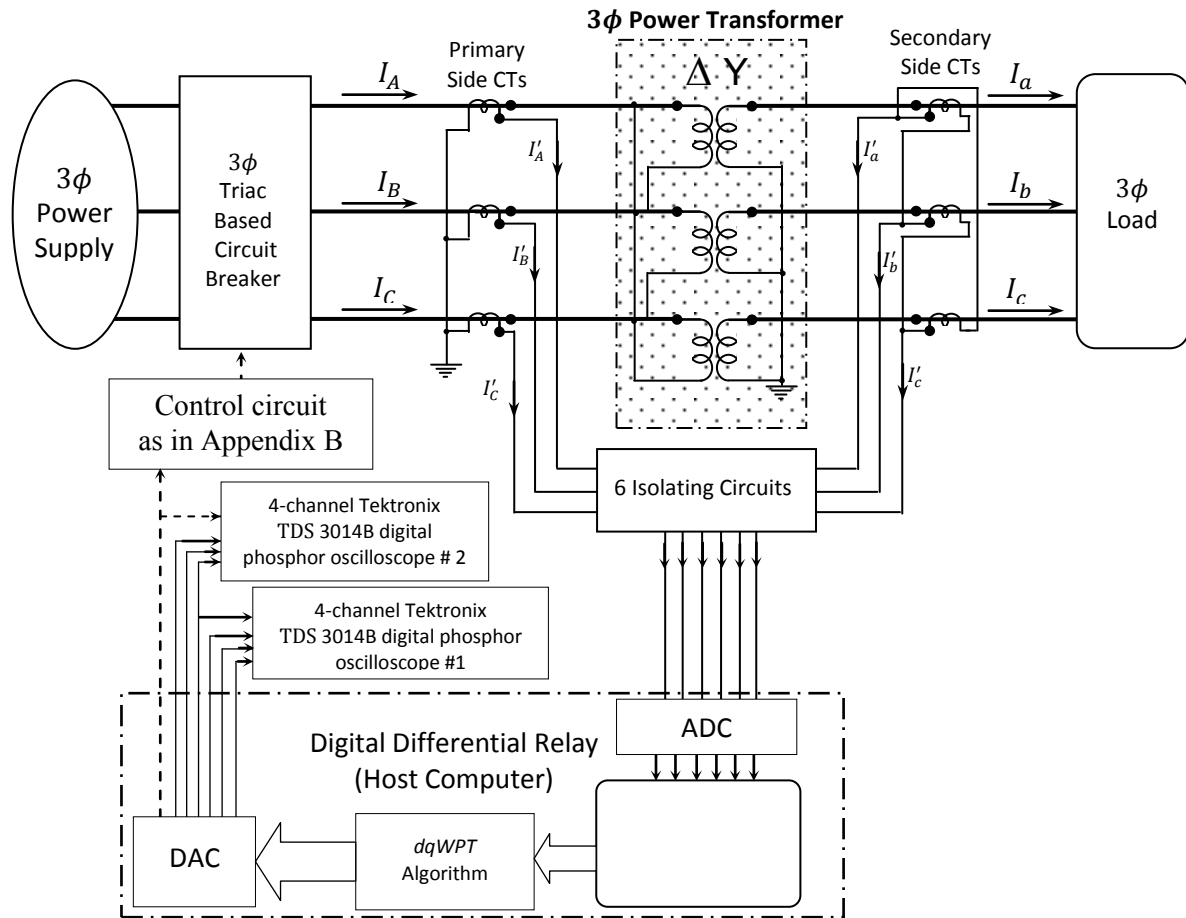 3ϕ Power Transformer
Primary
Side CTs
Secondary
Side CTs
Δ Y
I_A
I_a
3ϕ
Power
Supply
3ϕ
Triac
Based
Circuit
Breaker
I'_A
I'_a
I_B
I_b
3ϕ
Load
I'_B
I'_b
I_C
I_c
I'_C
I'_c
Control circuit
as in Appendix B
6 Isolating Circuits
4-channel Tektronix
TDS 3014B digital
phosphor oscilloscope # 2
4-channel Tektronix
TDS 3014B digital phosphor
oscilloscope #1
Digital Differential Relay
(Host Computer)
ADC
DAC
dqWPT
Algorithm